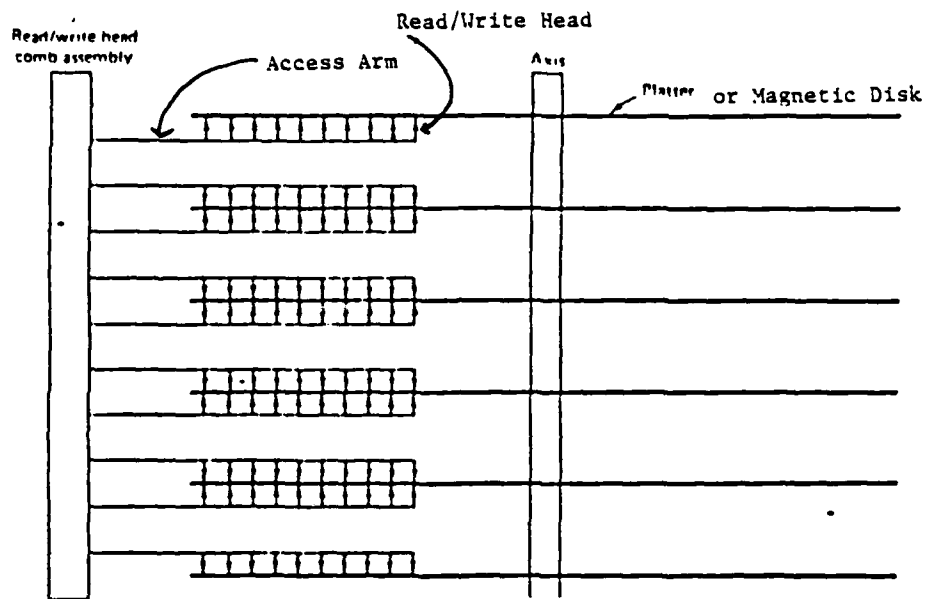 Read/Write Head
Read/write head
comb assembly
Access Arm
Axis
Platter or Magnetic Disk